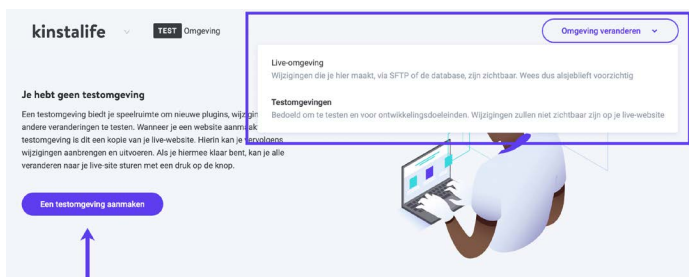 kinstalife
TEST Omgeving
Omgeving veranderen
Live-omgeving
Wijzigingen die je hier maakt, via SFTP of de database, zijn zichtbaar. Wees dus alsjeblieft voorzichtig
Testomgevingen
Bedoeld om te testen en voor ontwikkelingsdoeleinden. Wijzigingen zullen niet zichtbaar zijn op je live-website
Je hebt geen testomgeving
Een testomgeving biedt je speelruimte om nieuwe plugins,
andere veranderingen te testen. Wanneer je een website
testomgeving is dit een kopie van je live-website. Hierin kan je vervolgens
wijzigingen aanbrengen en uitvoeren. Als je hiermee klaar bent, kan je alle
veranderen naar je live-site sturen met een druk op de knop.
Een testomgeving aanmaken